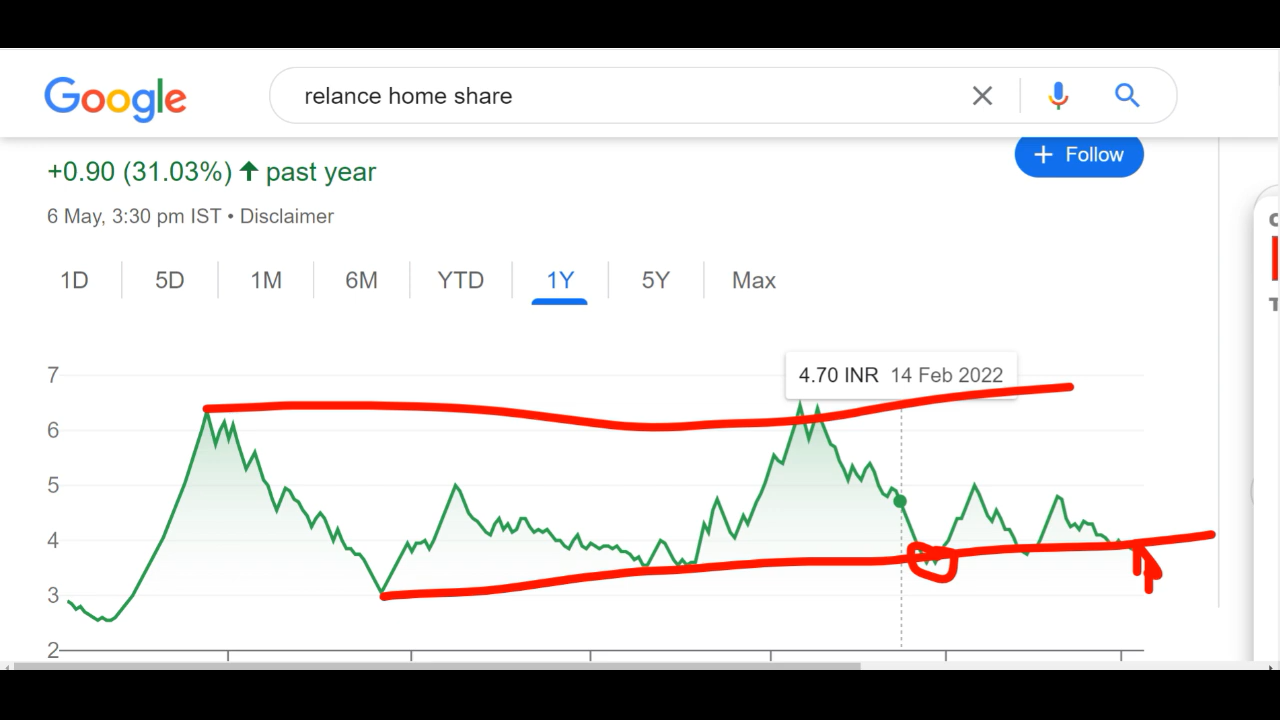 Google
relance home share
+0.90 (31.03%) ↑ past year
+ Follow
6 May, 3:30 pm IST • Disclaimer
1D 5D 1M 6M YTD 1Y 5Y Max
4.70 INR 14 Feb 2022
7
6
5
4
3
2